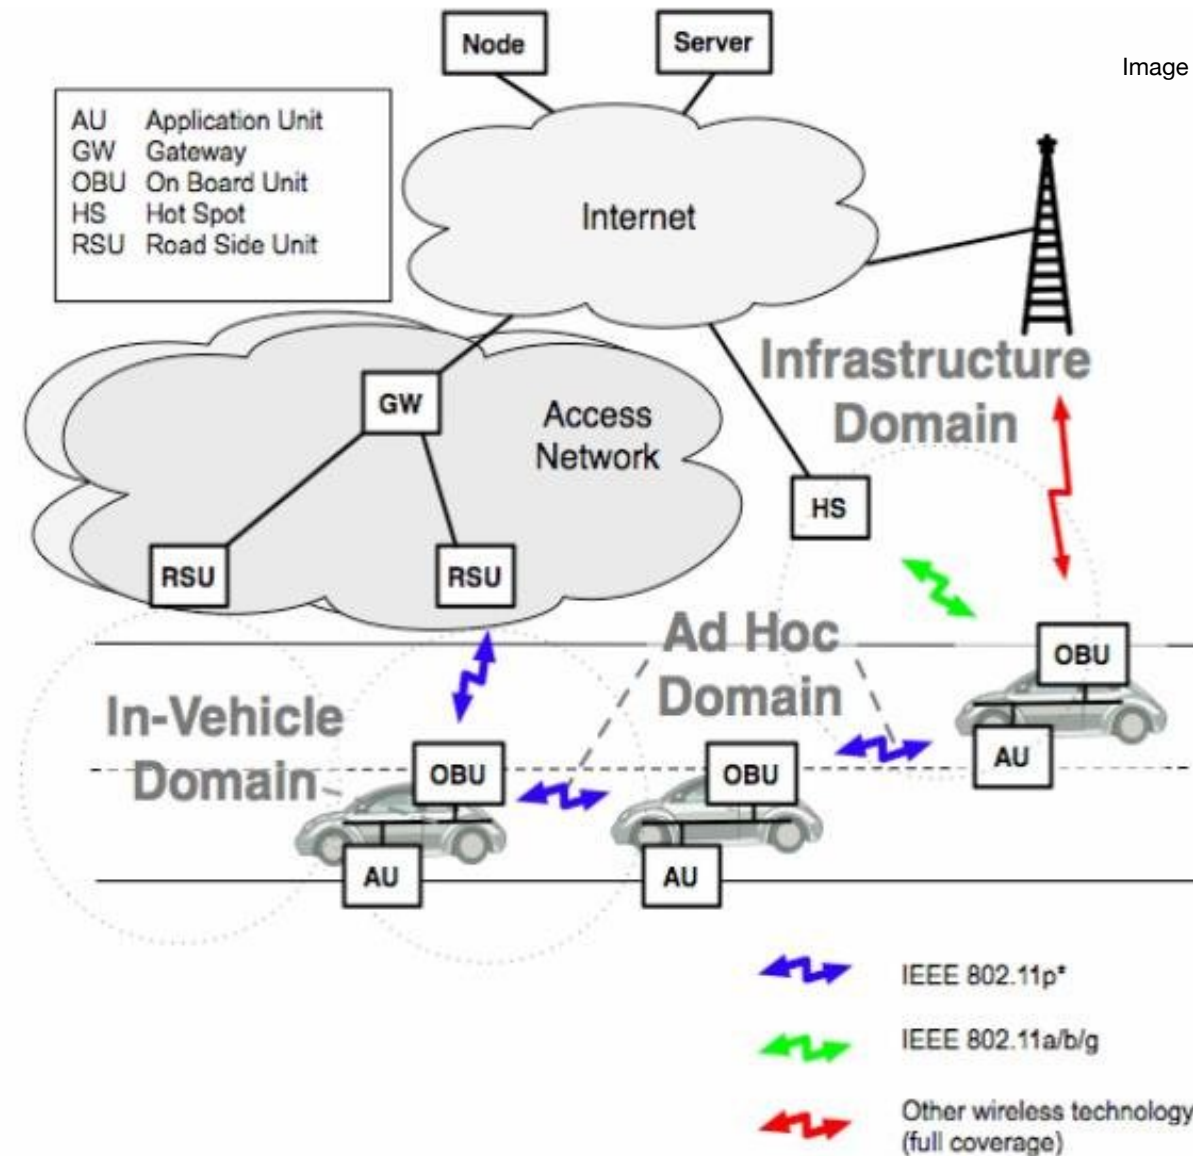 Node
Server
Image
AU Application Unit
GW Gateway
OBU On Board Unit
HS Hot Spot
RSU Road Side Unit
Internet
Infrastructure
Domain
GW
Access
Network
HS
RSU
RSU
Ad Hoc
Domain
OBU
In-Vehicle
Domain
OBU
OBU
AU
AU
AU
IEEE 802.11p*
IEEE 802.11a/b/g
Other wireless technology
(full coverage)